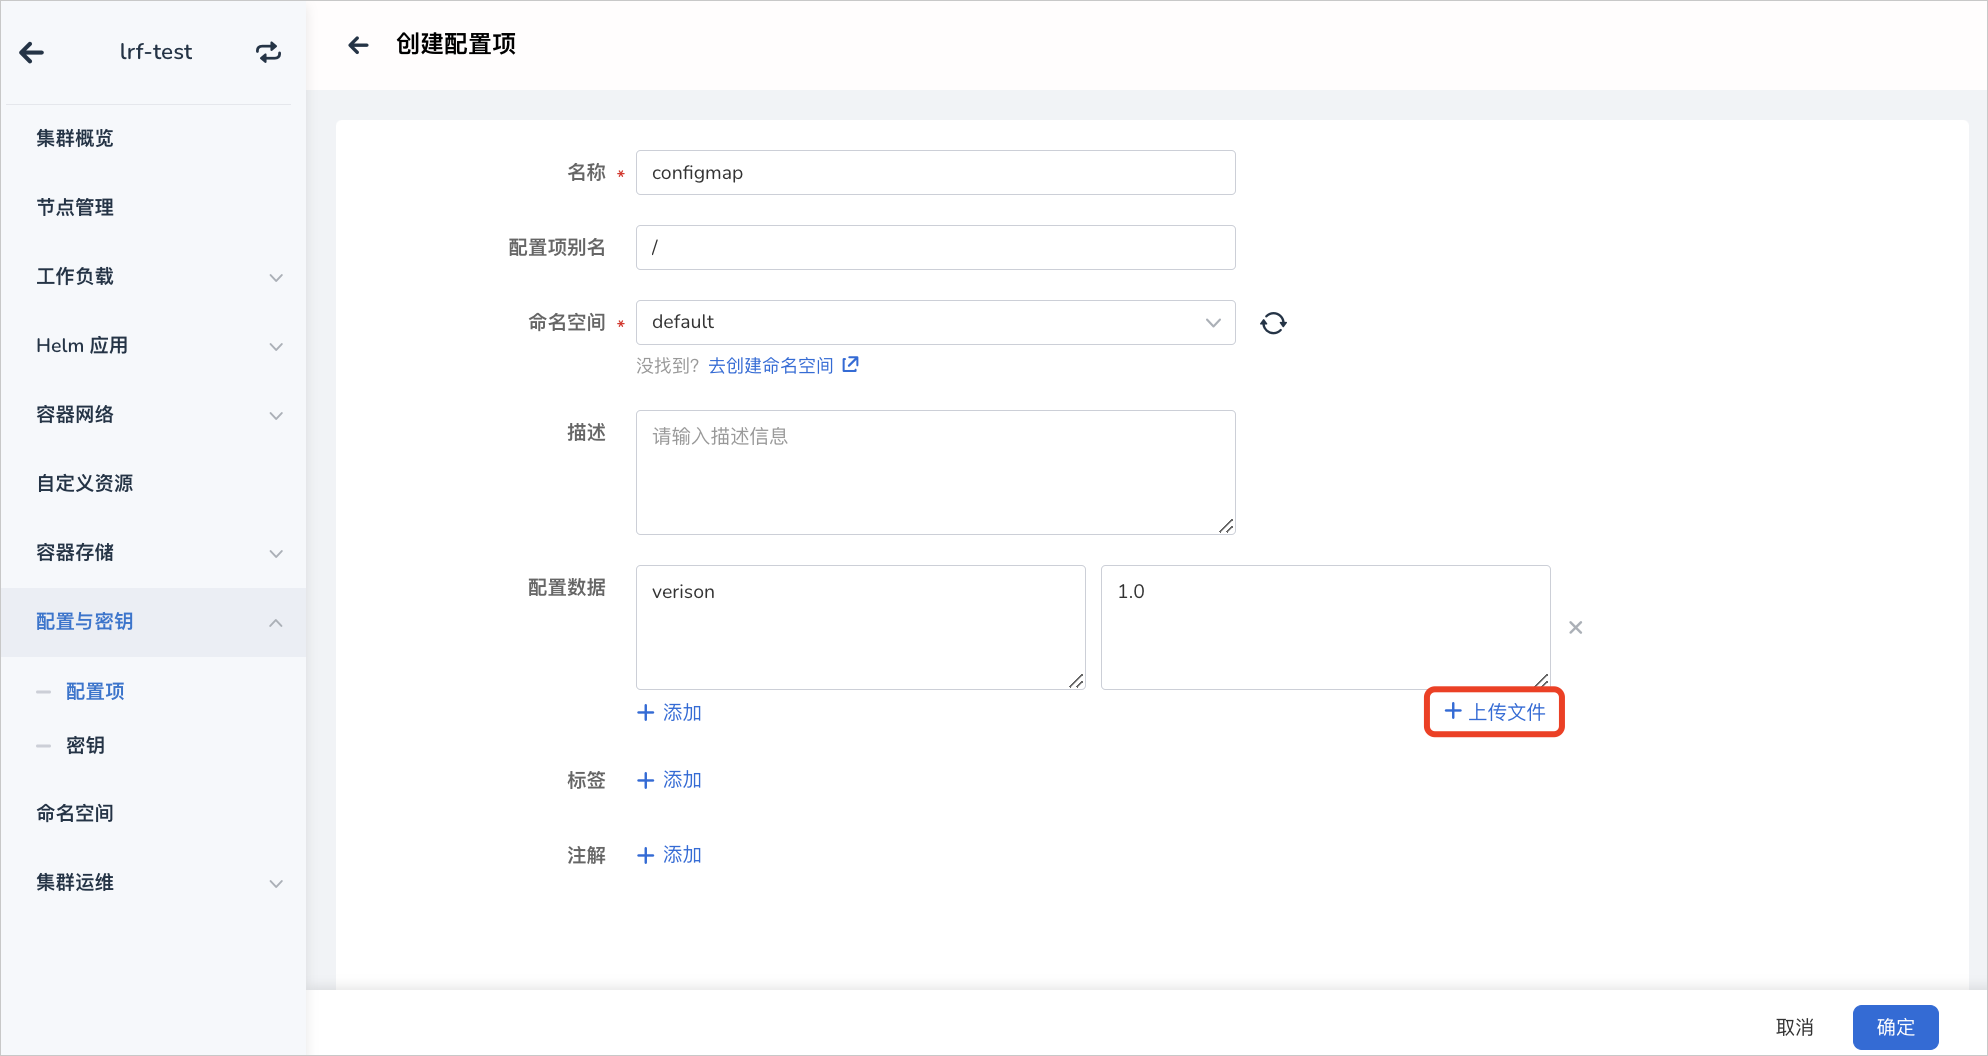 lrf-test
集群概览
节点管理
工作负载
Helm 应用
容器网络
自定义资源
容器存储
配置与密钥
配置项
密钥
命名空间
集群运维
创建配置项
名称 *
configmap
配置项别名
/
命名空间 *
default
没找到? 去创建命名空间
描述
请输入描述信息
配置数据
verison
1.0
添加
上传文件
标签
添加
注解
添加
取消
确定